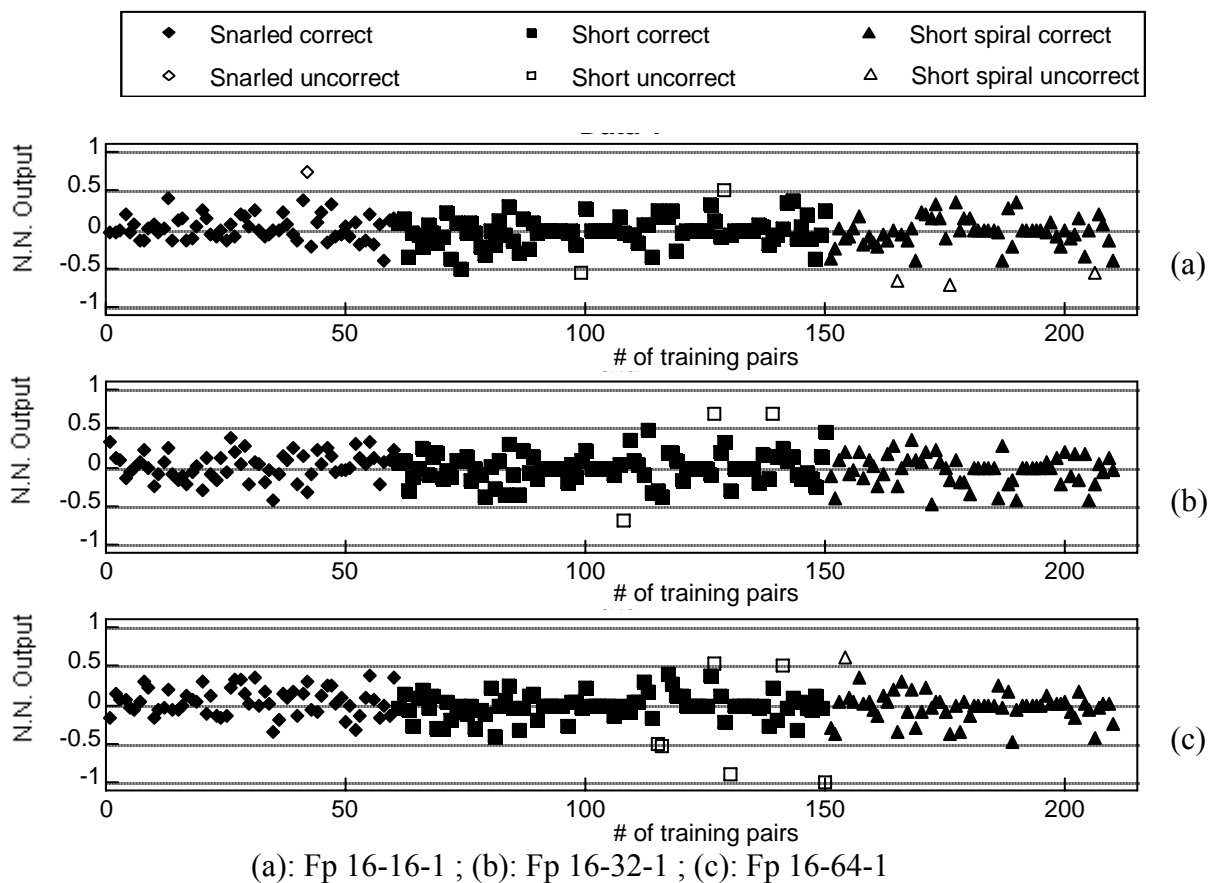 Snarled correct Short correct Short spiral correct
Snarled uncorrect Short uncorrect Short spiral uncorrect
N.N. Output
1
0.5
0
-0.5
-1
0 50 100 150 200
# of training pairs
(a)
N.N. Output
1
0.5
0
-0.5
-1
0 50 100 150 200
# of training pairs
(b)
N.N. Output
1
0.5
0
-0.5
-1
0 50 100 150 200
# of training pairs
(c)
(a): Fp 16-16-1 ; (b): Fp 16-32-1 ; (c): Fp 16-64-1